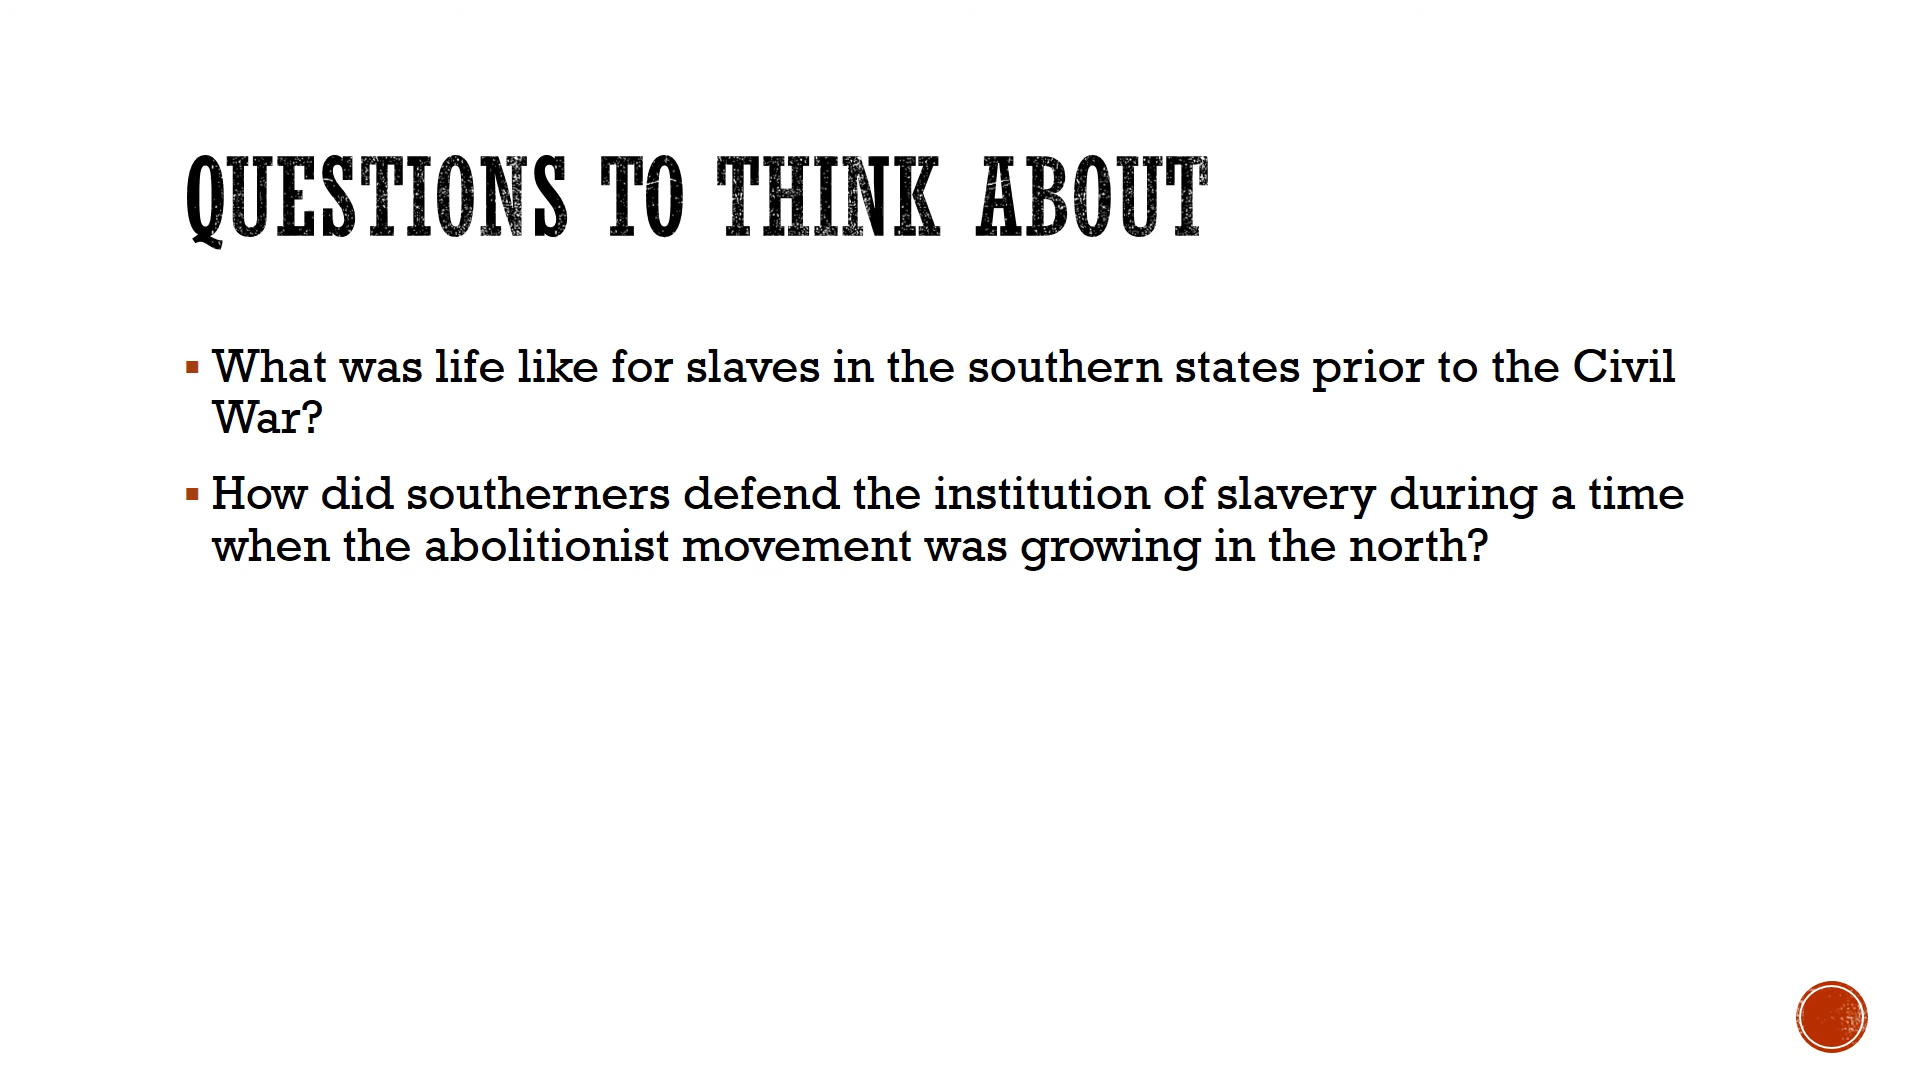 QUESTIONS TO THINK ABOUT
▪ What was life like for slaves in the southern states prior to the Civil
War?
▪ How did southerners defend the institution of slavery during a time
when the abolitionist movement was growing in the north?